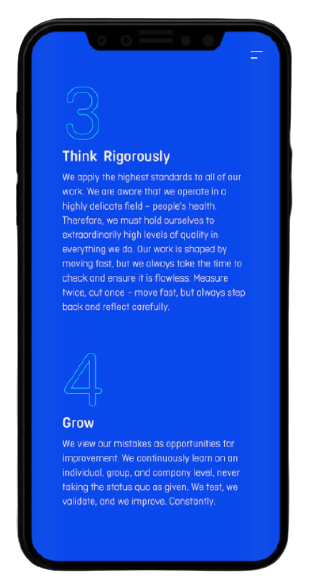 3
Think Rigorously
We apply the highest standards to all of our
work. We are aware that we operate in a
highly delicate field – people's health.
Therefore, we must hold ourselves to
extraordinarily high levels of quality in
everything we do. Our work is shaped by
moving fast, but we always take the time to
check and ensure it is flawless. Measure
twice, cut once – move fast, but always step
back and reflect carefully.
4
Grow
We view our mistakes as opportunities for
improvement. We continuously learn on an
individual, group, and company level, never
taking the status quo as given. We test, we
validate, and we improve. Constantly.